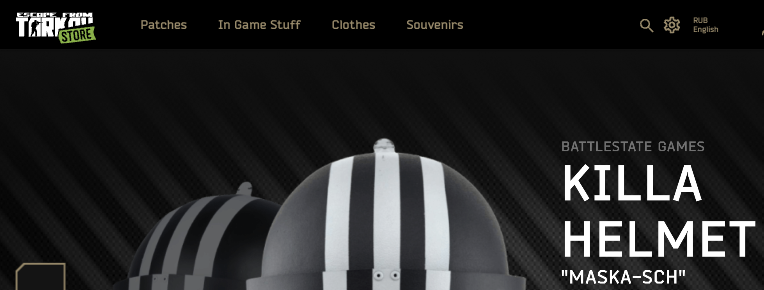 ESCAPE FROM
TARKOV
STORE
Patches
In Game Stuff
Clothes
Souvenirs
RUB
English
BATTLESTATE GAMES
KILLA
HELMET
"MASKA-SCH"